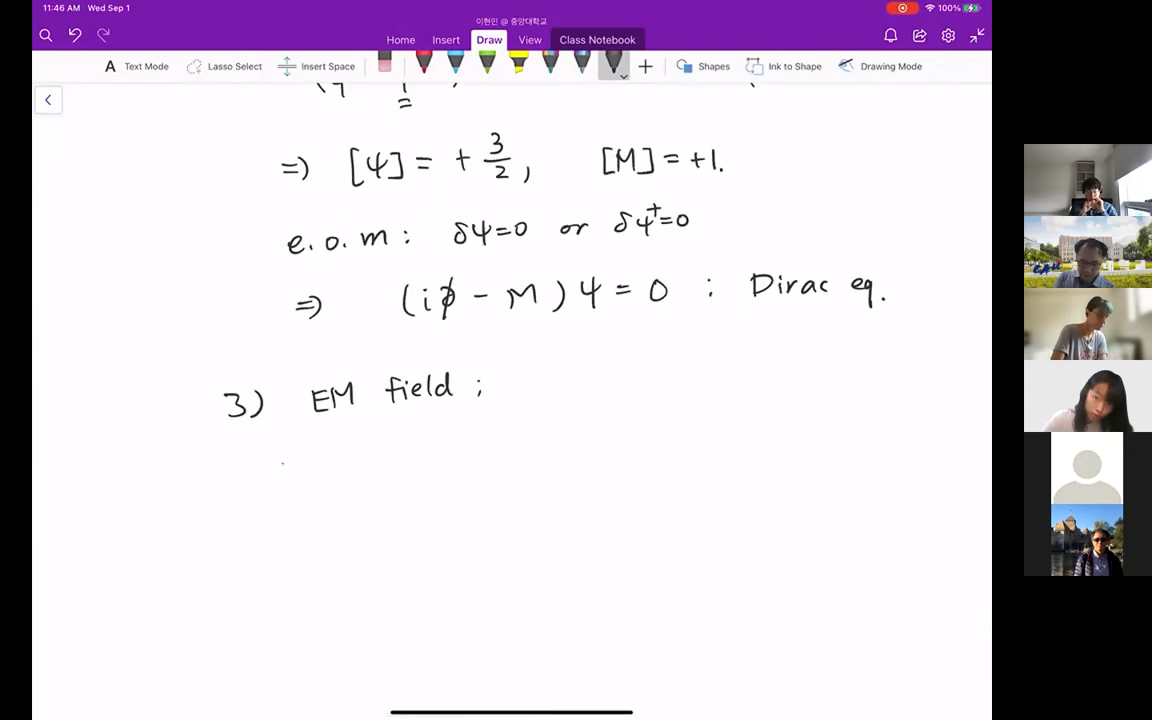 11:46 AM Wed Sep 1
100%
이현민 @ 중앙대학교
Home Insert Draw View Class Notebook
Text Mode Lasso Select Insert Space Shapes Ink to Shape Drawing Mode
=) [ψ] = + 3/2, [M] = +1.
e.o.m : δψ=0 or δψ†=0
⇒ (i∂̸ - M)ψ = 0 ; Dirac eq.
3) EM field ;